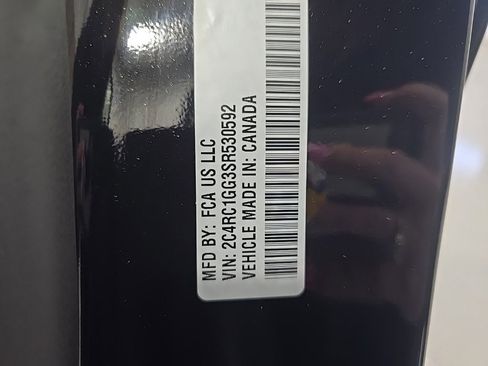 MFD BY: FCA US LLC
VIN: 2C4RC1GG3SR530592
VEHICLE MADE IN: CANADA